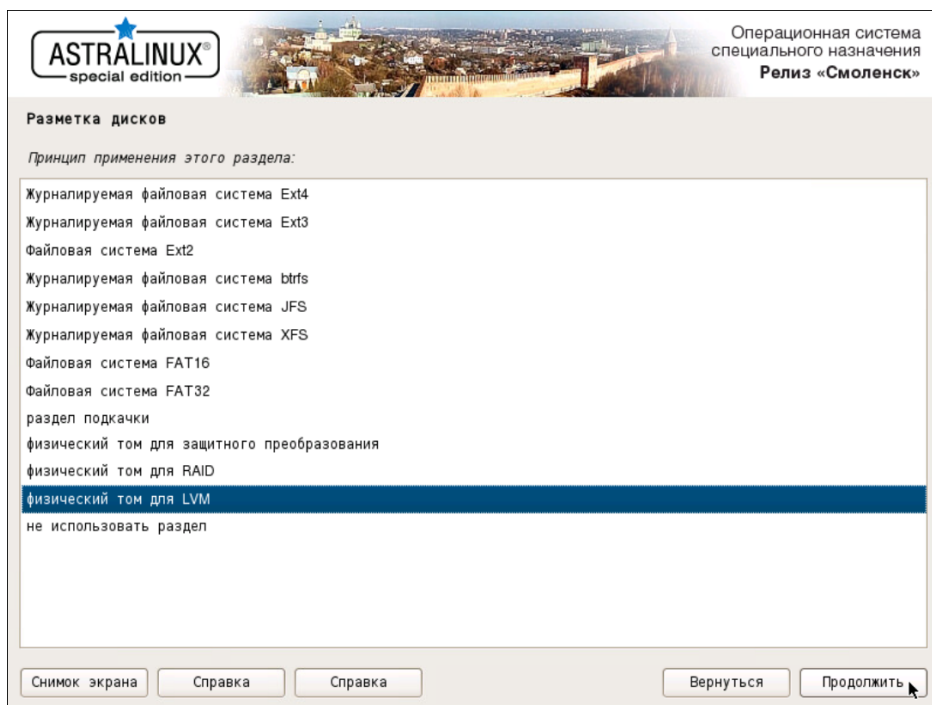 ASTRALINUX®
special edition
Операционная система
специального назначения
Релиз «Смоленск»
Разметка дисков
Принцип применения этого раздела:
Журналируемая файловая система Ext4
Журналируемая файловая система Ext3
Файловая система Ext2
Журналируемая файловая система btrfs
Журналируемая файловая система JFS
Журналируемая файловая система XFS
Файловая система FAT16
Файловая система FAT32
раздел подкачки
физический том для защитного преобразования
физический том для RAID
физический том для LVM
не использовать раздел
Снимок экрана Справка Справка Вернуться Продолжить